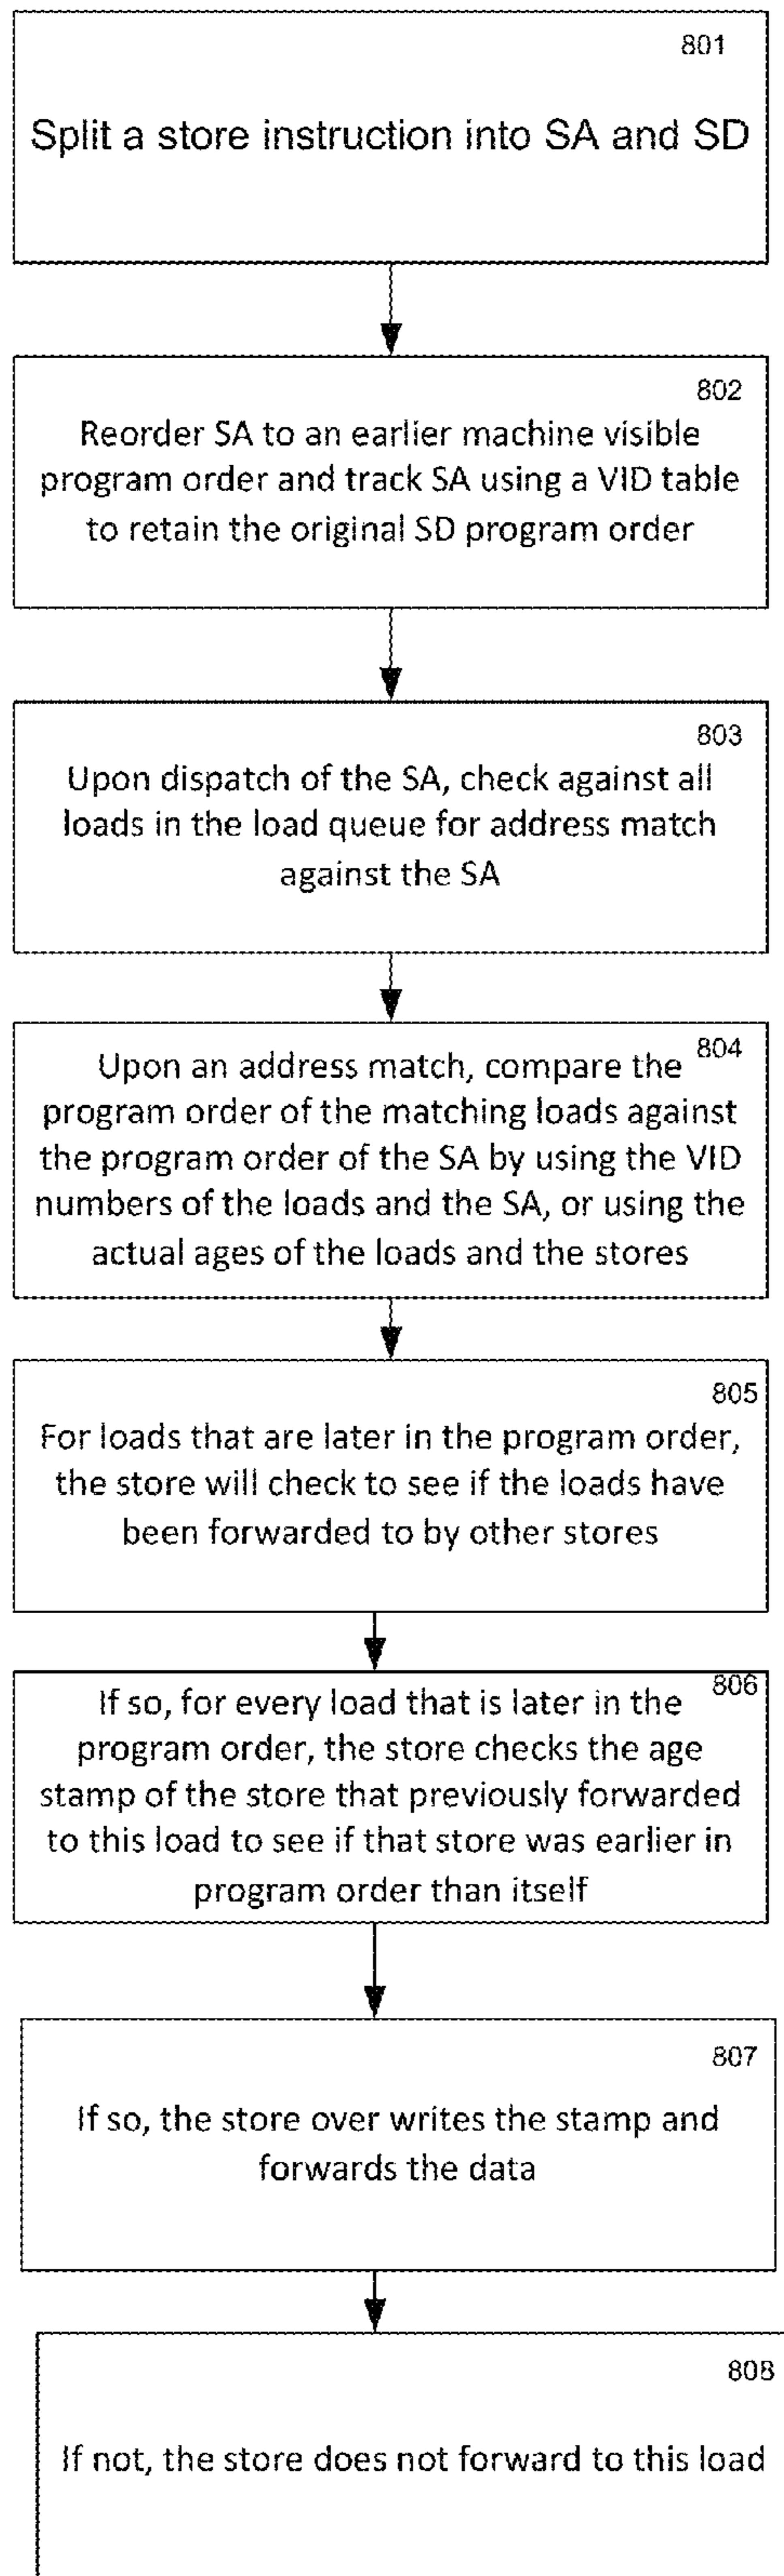 801
Split a store instruction into SA and SD
802
Reorder SA to an earlier machine visible
program order and track SA using a VID table
to retain the original SD program order
803
Upon dispatch of the SA, check against all
loads in the load queue for address match
against the SA
804
Upon an address match, compare the
program order of the matching loads against
the program order of the SA by using the VID
numbers of the loads and the SA, or using the
actual ages of the loads and the stores
805
For loads that are later in the program order,
the store will check to see if the loads have
been forwarded to by other stores
806
If so, for every load that is later in the
program order, the store checks the age
stamp of the store that previously forwarded
to this load to see if that store was earlier in
program order than itself
807
If so, the store over writes the stamp and
forwards the data
808
If not, the store does not forward to this load